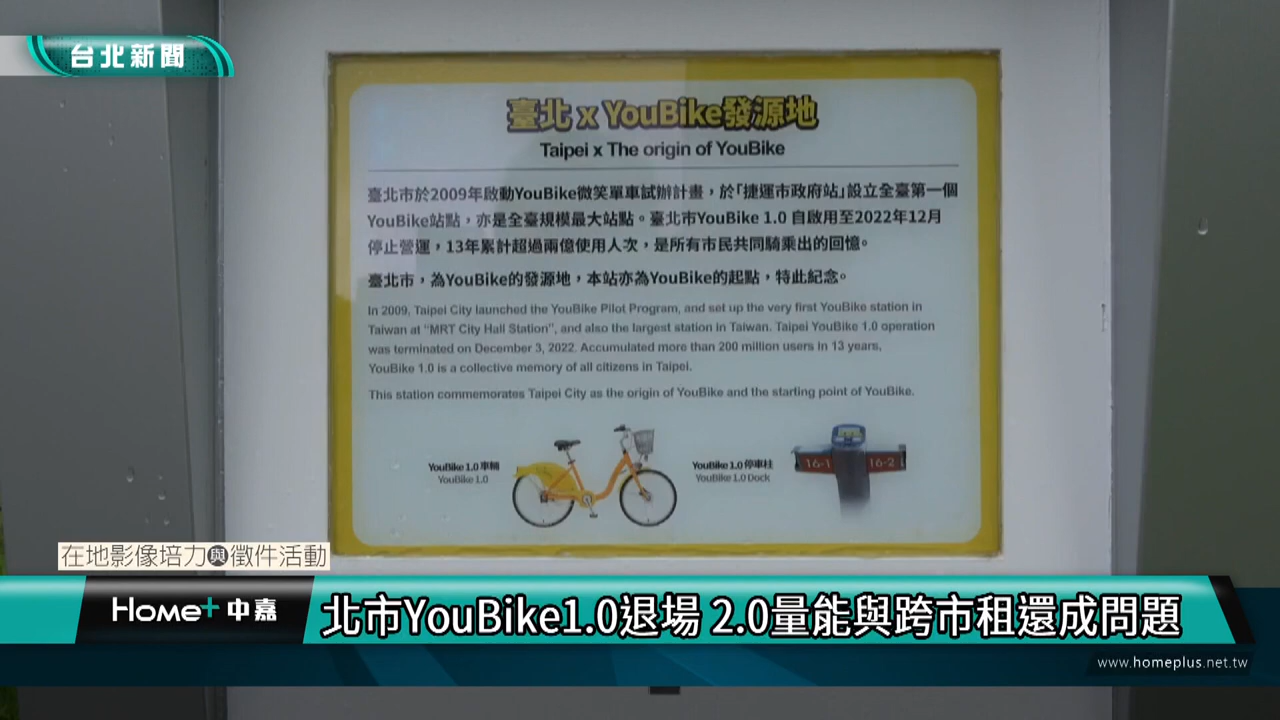 台北新聞
臺北 x YouBike發源地
Taipei x The origin of YouBike
臺北市於2009年啟動YouBike微笑單車試辦計畫，於「捷運市政府站」設立全臺第一個
YouBike站點，亦是全臺規模最大站點。臺北市YouBike 1.0 自啟用至2022年12月
停止營運，13年累計超過兩億使用人次，是所有市民共同騎乘出的回憶。
臺北市，為YouBike的發源地，本站亦為YouBike的起點，特此紀念。
In 2009, Taipei City launched the YouBike Pilot Program, and set up the very first YouBike station in
Taiwan at “MRT City Hall Station”, and also the largest station in Taiwan. Taipei YouBike 1.0 operation
was terminated on December 3, 2022. Accumulated more than 200 million users in 13 years,
YouBike 1.0 is a collective memory of all citizens in Taipei.
This station commemorates Taipei City as the origin of YouBike and the starting point of YouBike.
YouBike 1.0 車輛
YouBike 1.0
YouBike 1.0 停車柱
YouBike 1.0 Dock
16-1
16-2
在地影像培力與徵件活動
Home+ 中嘉
北市YouBike1.0退場 2.0量能與跨市租還成問題
www.homeplus.net.tw